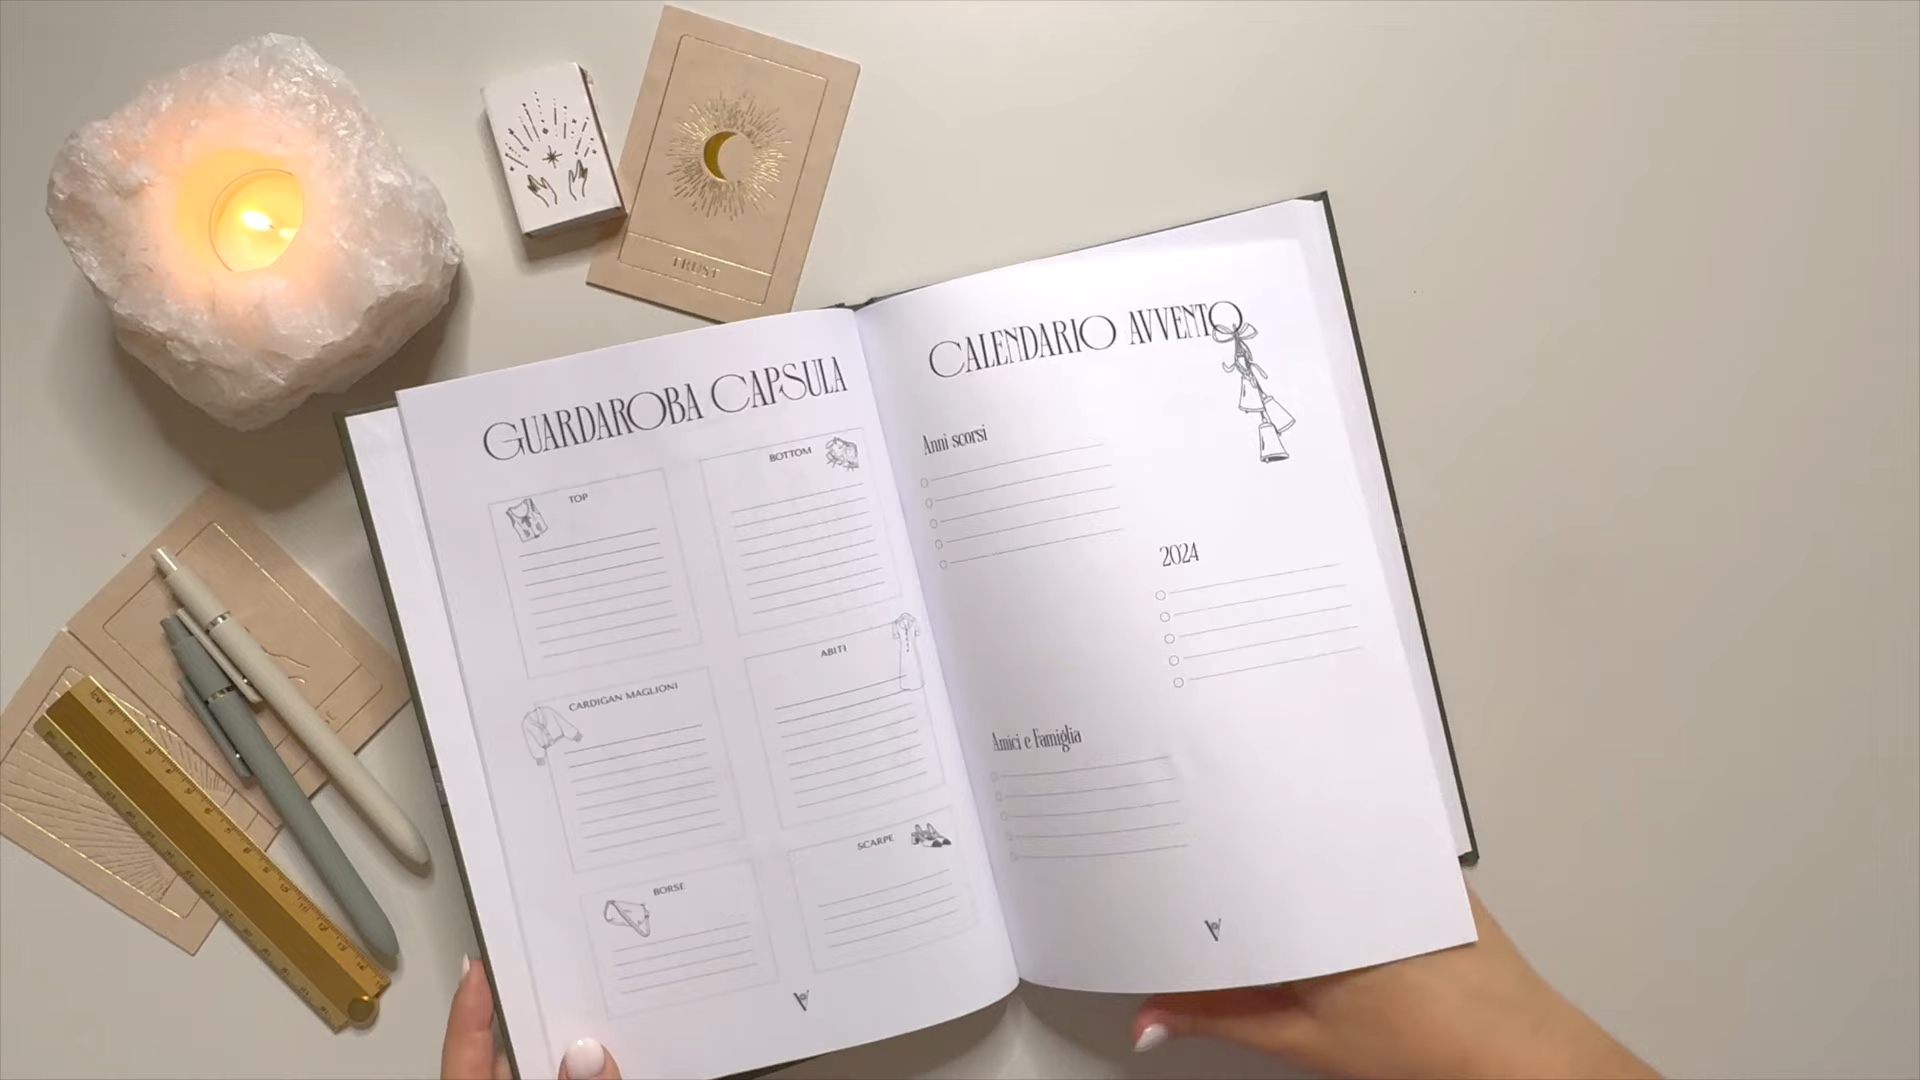 TRUST
GUARDAROBA CAPSULA
TOP
BOTTOM
CARDIGAN MAGLIONI
ABITI
BORSE
SCARPE
CALENDARIO AVVENTO
Anni scorsi
2024
Amici e Famiglia